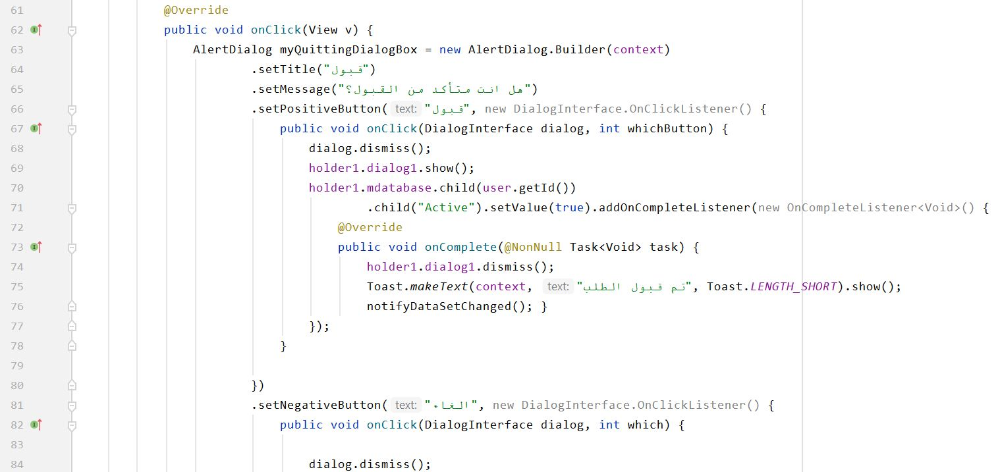 61 @Override
62 public void onClick(View v) {
63 AlertDialog myQuittingDialogBox = new AlertDialog.Builder(context)
64 .setTitle("قبول")
65 .setMessage("هل انت متأكد من القبول؟")
66 .setPositiveButton( text: "قبول", new DialogInterface.OnClickListener() {
67 public void onClick(DialogInterface dialog, int whichButton) {
68 dialog.dismiss();
69 holder1.dialog1.show();
70 holder1.mdatabase.child(user.getId())
71 .child("Active").setValue(true).addOnCompleteListener(new OnCompleteListener<Void>() {
72 @Override
73 public void onComplete(@NonNull Task<Void> task) {
74 holder1.dialog1.dismiss();
75 Toast.makeText(context, text: "تم قبول الطلب", Toast.LENGTH_SHORT).show();
76 notifyDataSetChanged(); }
77 });
78 }
79
80 })
81 .setNegativeButton( text: "الغاء", new DialogInterface.OnClickListener() {
82 public void onClick(DialogInterface dialog, int which) {
83
84 dialog.dismiss();